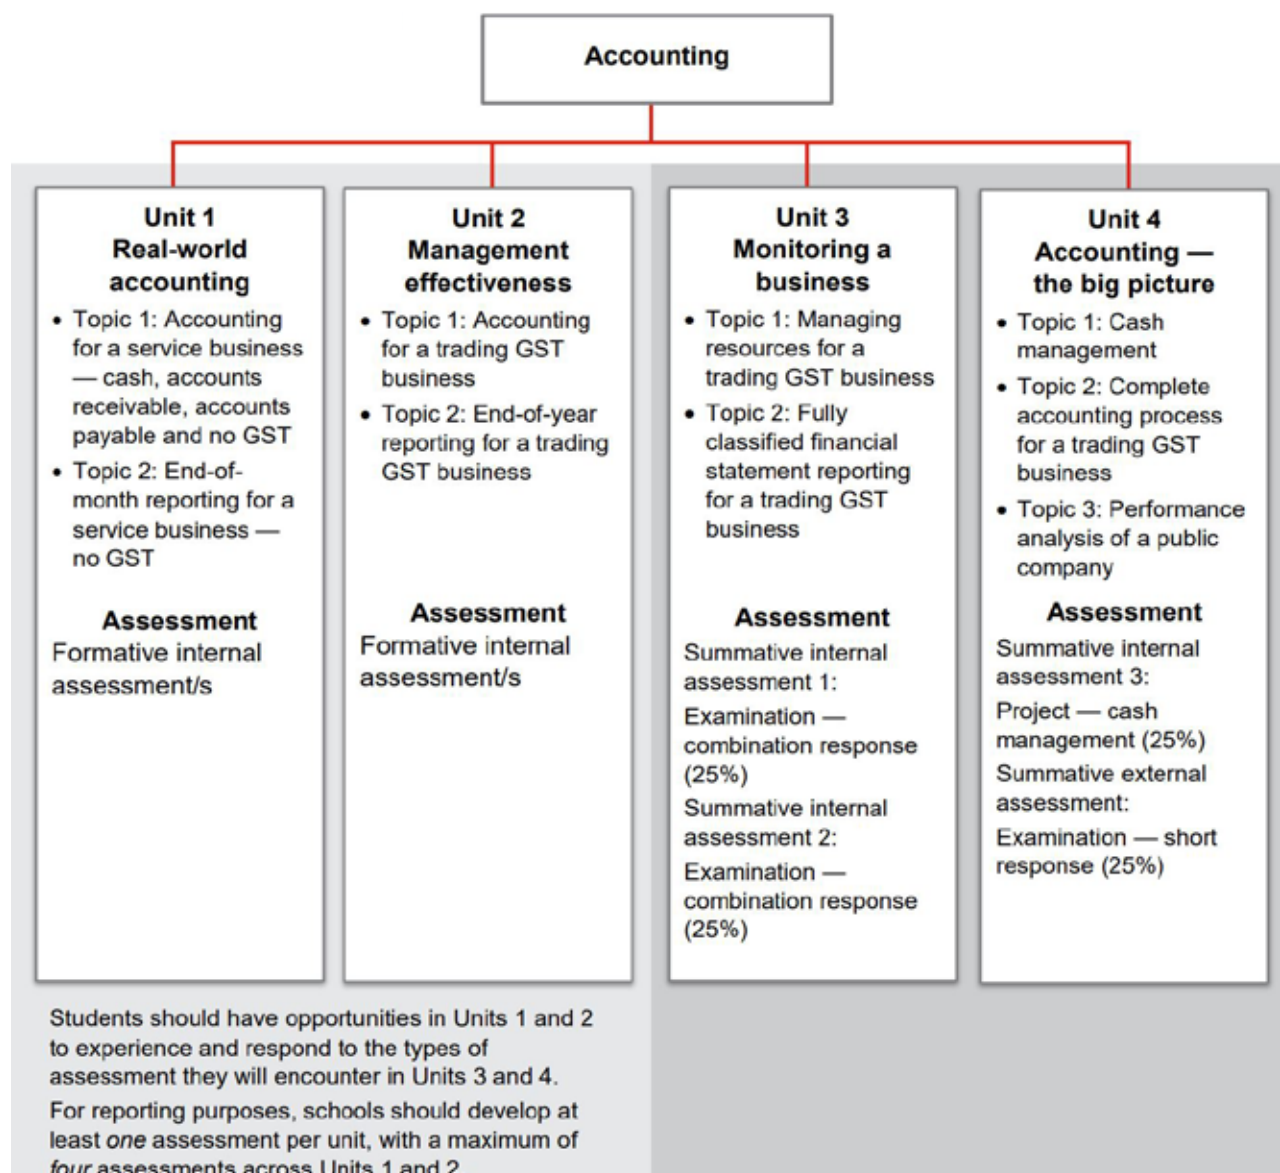 Accounting
Unit 1
Real-world
accounting
• Topic 1: Accounting
for a service business
— cash, accounts
receivable, accounts
payable and no GST
• Topic 2: End-of-
month reporting for a
service business —
no GST
Assessment
Formative internal
assessment/s
Unit 2
Management
effectiveness
• Topic 1: Accounting
for a trading GST
business
• Topic 2: End-of-year
reporting for a trading
GST business
Assessment
Formative internal
assessment/s
Unit 3
Monitoring a
business
• Topic 1: Managing
resources for a
trading GST business
• Topic 2: Fully
classified financial
statement reporting
for a trading GST
business
Assessment
Summative internal
assessment 1:
Examination —
combination response
(25%)
Summative internal
assessment 2:
Examination —
combination response
(25%)
Unit 4
Accounting —
the big picture
• Topic 1: Cash
management
• Topic 2: Complete
accounting process
for a trading GST
business
• Topic 3: Performance
analysis of a public
company
Assessment
Summative internal
assessment 3:
Project — cash
management (25%)
Summative external
assessment:
Examination — short
response (25%)
Students should have opportunities in Units 1 and 2
to experience and respond to the types of
assessment they will encounter in Units 3 and 4.
For reporting purposes, schools should develop at
least one assessment per unit, with a maximum of
four assessments across Units 1 and 2